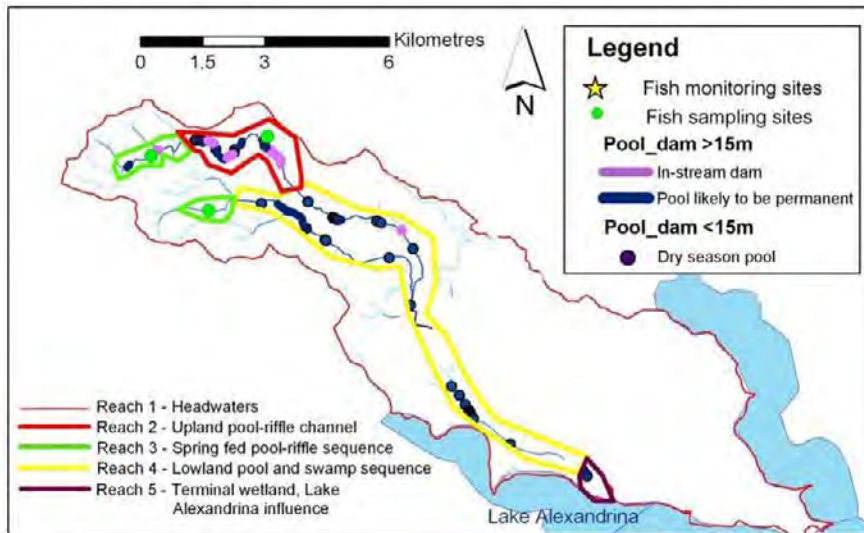 Kilometres
0 1.5 3 6
N
Legend
Fish monitoring sites
Fish sampling sites
Pool_dam >15m
In-stream dam
Pool likely to be permanent
Pool_dam <15m
Dry season pool
Reach 1 - Headwaters
Reach 2 - Upland pool-riffle channel
Reach 3 - Spring fed pool-riffle sequence
Reach 4 - Lowland pool and swamp sequence
Reach 5 - Terminal wetland, Lake
Alexandrina influence
Lake Alexandrina